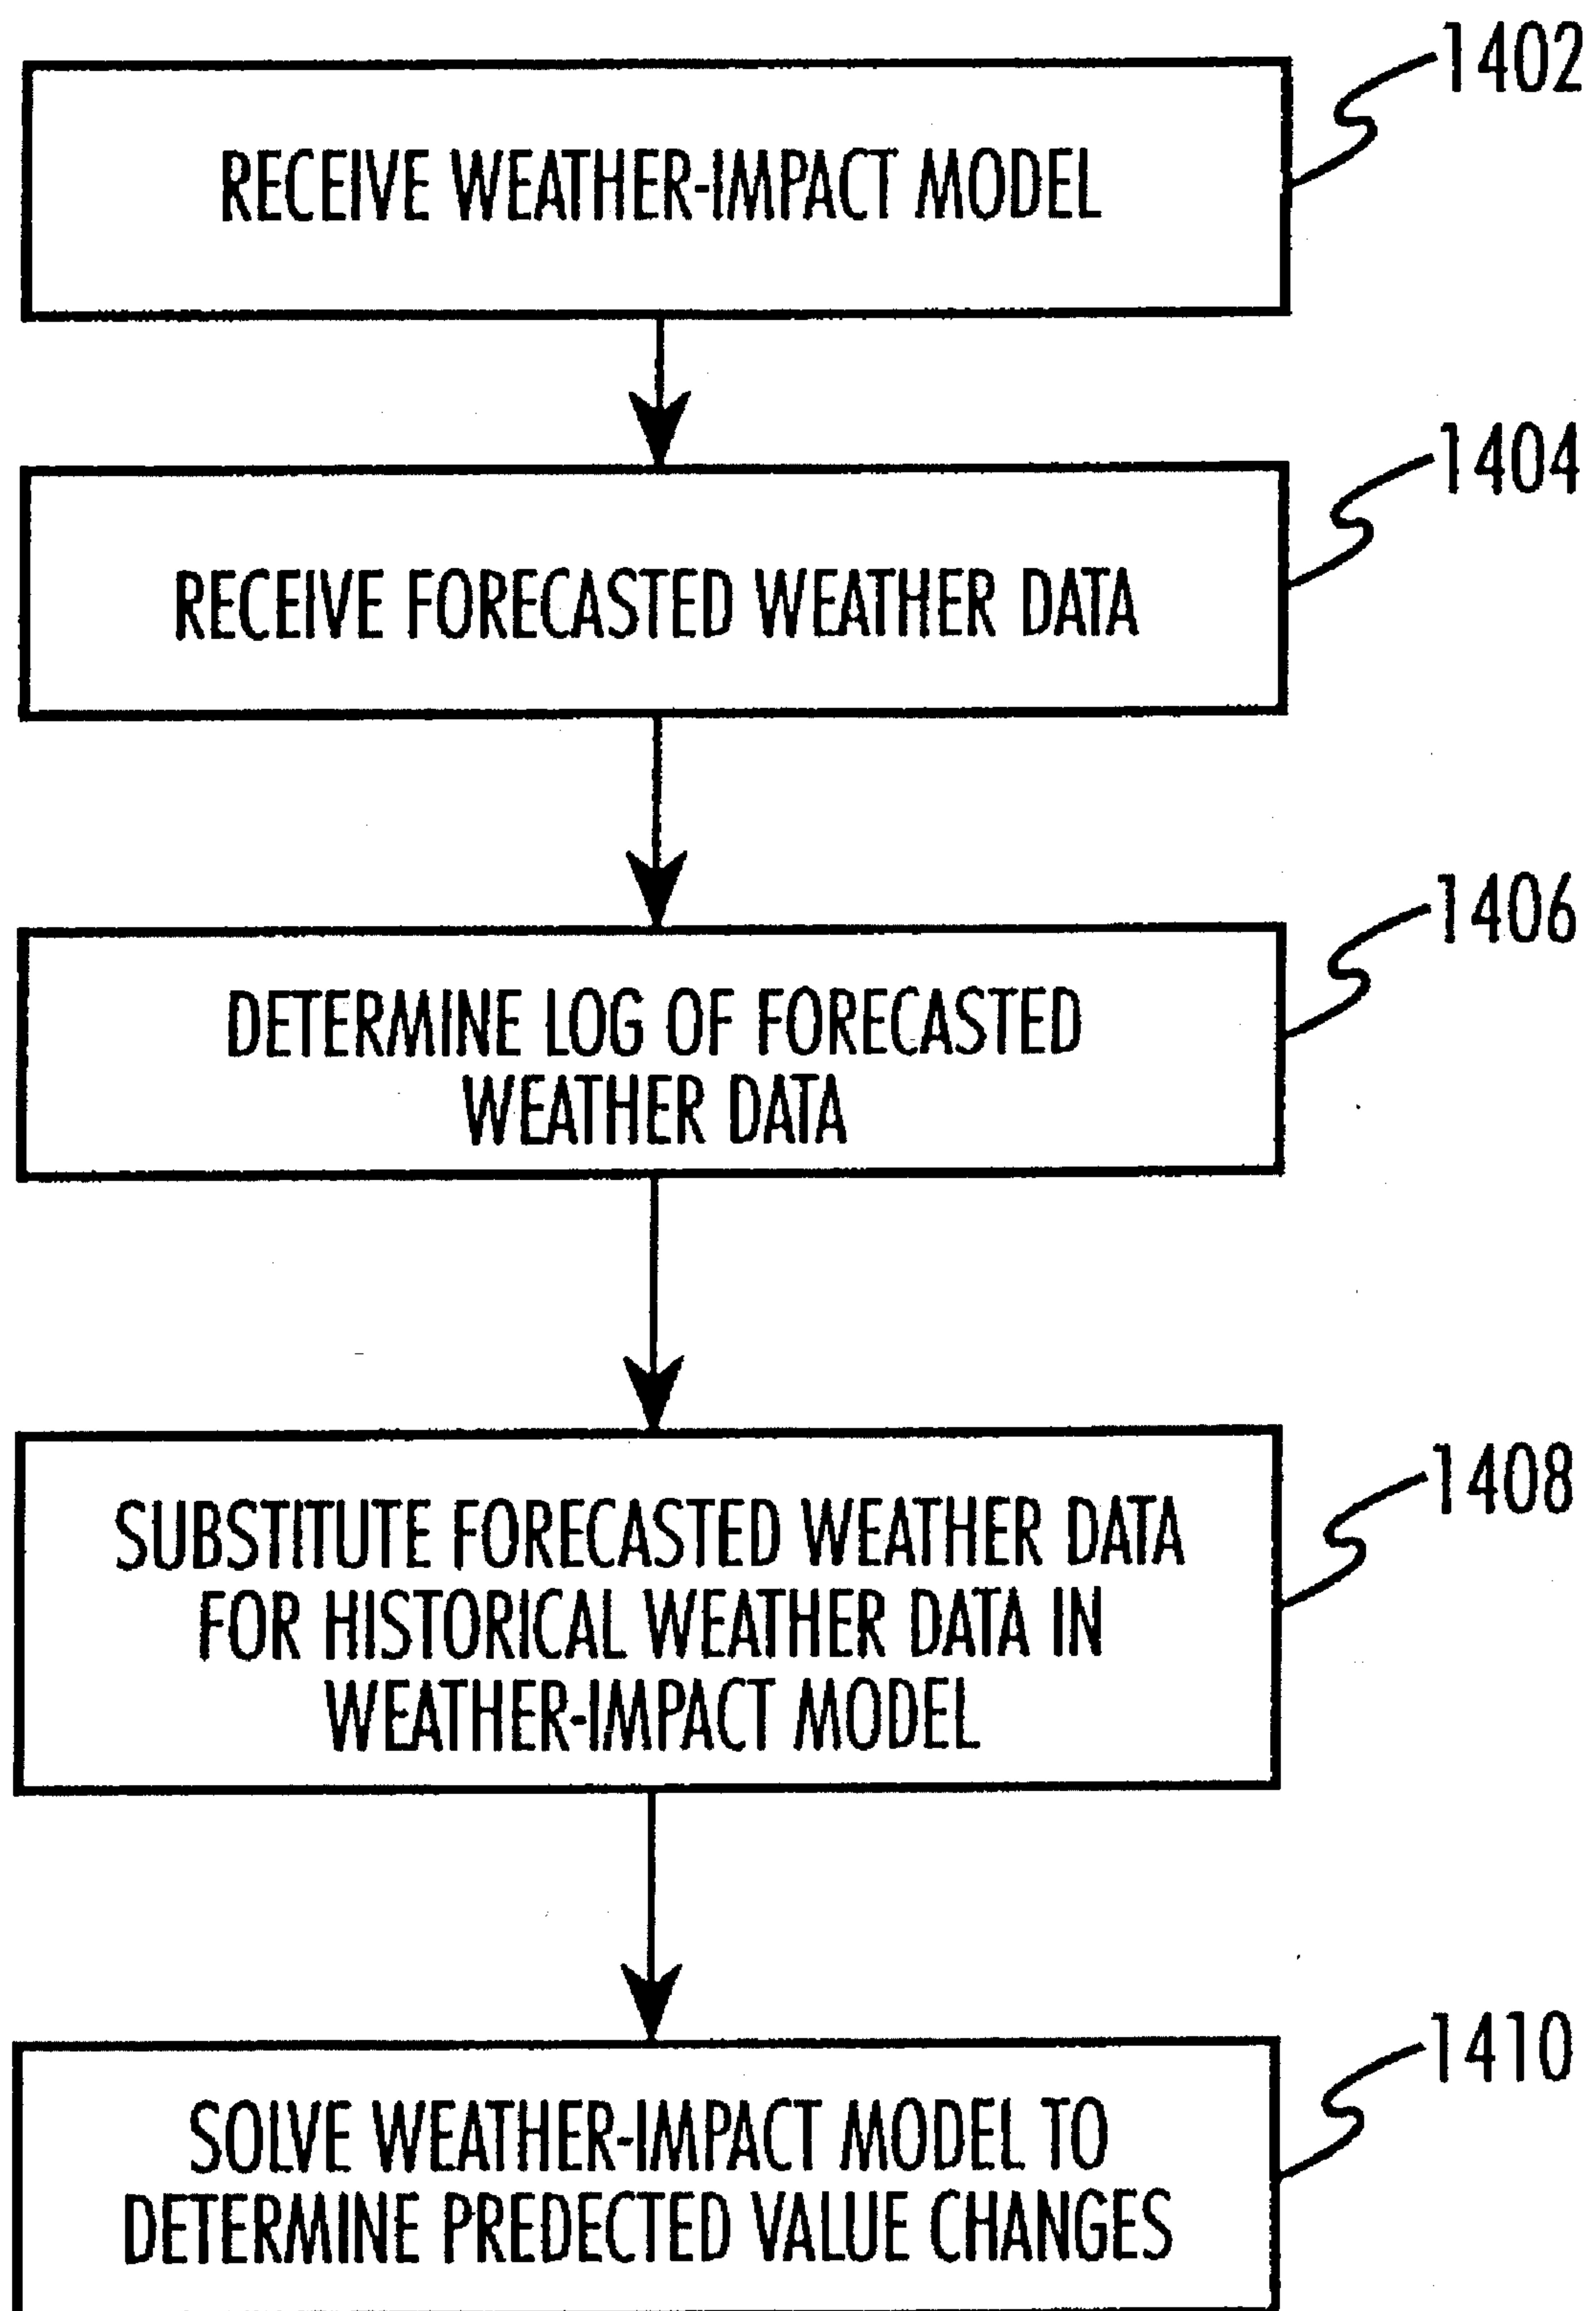 1402
RECEIVE WEATHER-IMPACT MODEL
1404
RECEIVE FORECASTED WEATHER DATA
1406
DETERMINE LOG OF FORECASTED
WEATHER DATA
1408
SUBSTITUTE FORECASTED WEATHER DATA
FOR HISTORICAL WEATHER DATA IN
WEATHER-IMPACT MODEL
1410
SOLVE WEATHER-IMPACT MODEL TO
DETERMINE PREDECTED VALUE CHANGES